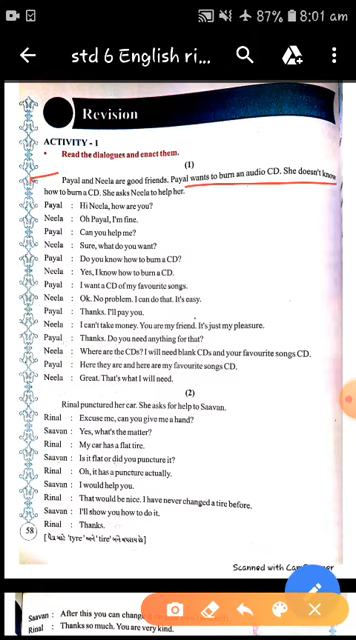 87% 8:01 am
std 6 English ri...
Revision
ACTIVITY - 1
• Read the dialogues and enact them.
(1)
Payal and Neela are good friends. Payal wants to burn an audio CD. She doesn't know
how to burn a CD. She asks Neela to help her.
Payal : Hi Neela, how are you?
Neela : Oh Payal, I'm fine.
Payal : Can you help me?
Neela : Sure, what do you want?
Payal : Do you know how to burn a CD?
Neela : Yes, I know how to burn a CD.
Payal : I want a CD of my favourite songs.
Neela : Ok. No problem. I can do that. It's easy.
Payal : Thanks. I'll pay you.
Neela : I can't take money. You are my friend. It's just my pleasure.
Payal : Thanks. Do you need anything for that?
Neela : Where are the CDs? I will need blank CDs and your favourite songs CD.
Payal : Here they are and here are my favourite songs CD.
Neela : Great. That's what I will need.
(2)
Rinal punctured her car. She asks for help to Saavan.
Rinal : Excuse me, can you give me a hand?
Saavan : Yes, what's the matter?
Rinal : My car has a flat tire.
Saavan : Is it flat or did you puncture it?
Rinal : Oh, it has a puncture actually.
Saavan : I would help you.
Rinal : That would be nice. I have never changed a tire before.
Saavan : I'll show you how to do it.
Rinal : Thanks.
58
'tyre' અને 'tire'
Scanned with
Saavan : After this you can
Rinal : Thanks so much. You are very kind.